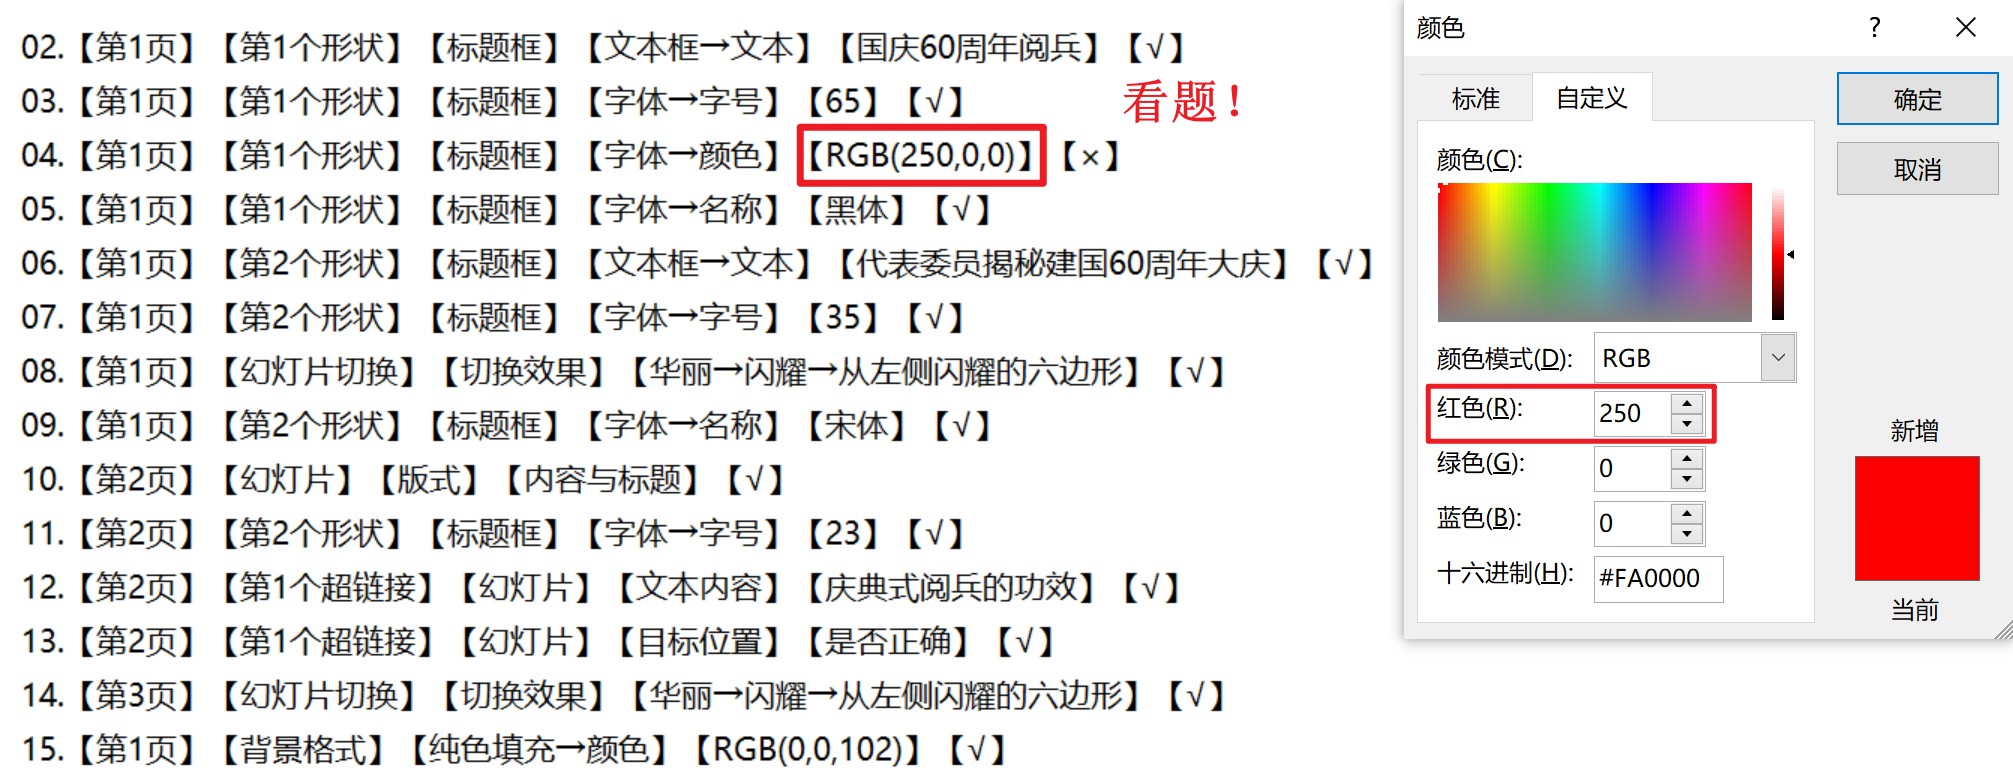 02.【第1页】【第1个形状】【标题框】【文本框→文本】【国庆60周年阅兵】【√】
03.【第1页】【第1个形状】【标题框】【字体→字号】【65】【√】
看题！
04.【第1页】【第1个形状】【标题框】【字体→颜色】【RGB(250,0,0)】【×】
05.【第1页】【第1个形状】【标题框】【字体→名称】【黑体】【√】
06.【第1页】【第2个形状】【标题框】【文本框→文本】【代表委员揭秘建国60周年大庆】【√】
07.【第1页】【第2个形状】【标题框】【字体→字号】【35】【√】
08.【第1页】【幻灯片切换】【切换效果】【华丽→闪耀→从左侧闪耀的六边形】【√】
09.【第1页】【第2个形状】【标题框】【字体→名称】【宋体】【√】
10.【第2页】【幻灯片】【版式】【内容与标题】【√】
11.【第2页】【第2个形状】【标题框】【字体→字号】【23】【√】
12.【第2页】【第1个超链接】【幻灯片】【文本内容】【庆典式阅兵的功效】【√】
13.【第2页】【第1个超链接】【幻灯片】【目标位置】【是否正确】【√】
14.【第3页】【幻灯片切换】【切换效果】【华丽→闪耀→从左侧闪耀的六边形】【√】
15.【第1页】【背景格式】【纯色填充→颜色】【RGB(0,0,102)】【√】
颜色 ?
标准 自定义
确定
取消
颜色(C):
颜色模式(D): RGB
红色(R): 250
绿色(G): 0
蓝色(B): 0
十六进制(H): #FA0000
新增
当前